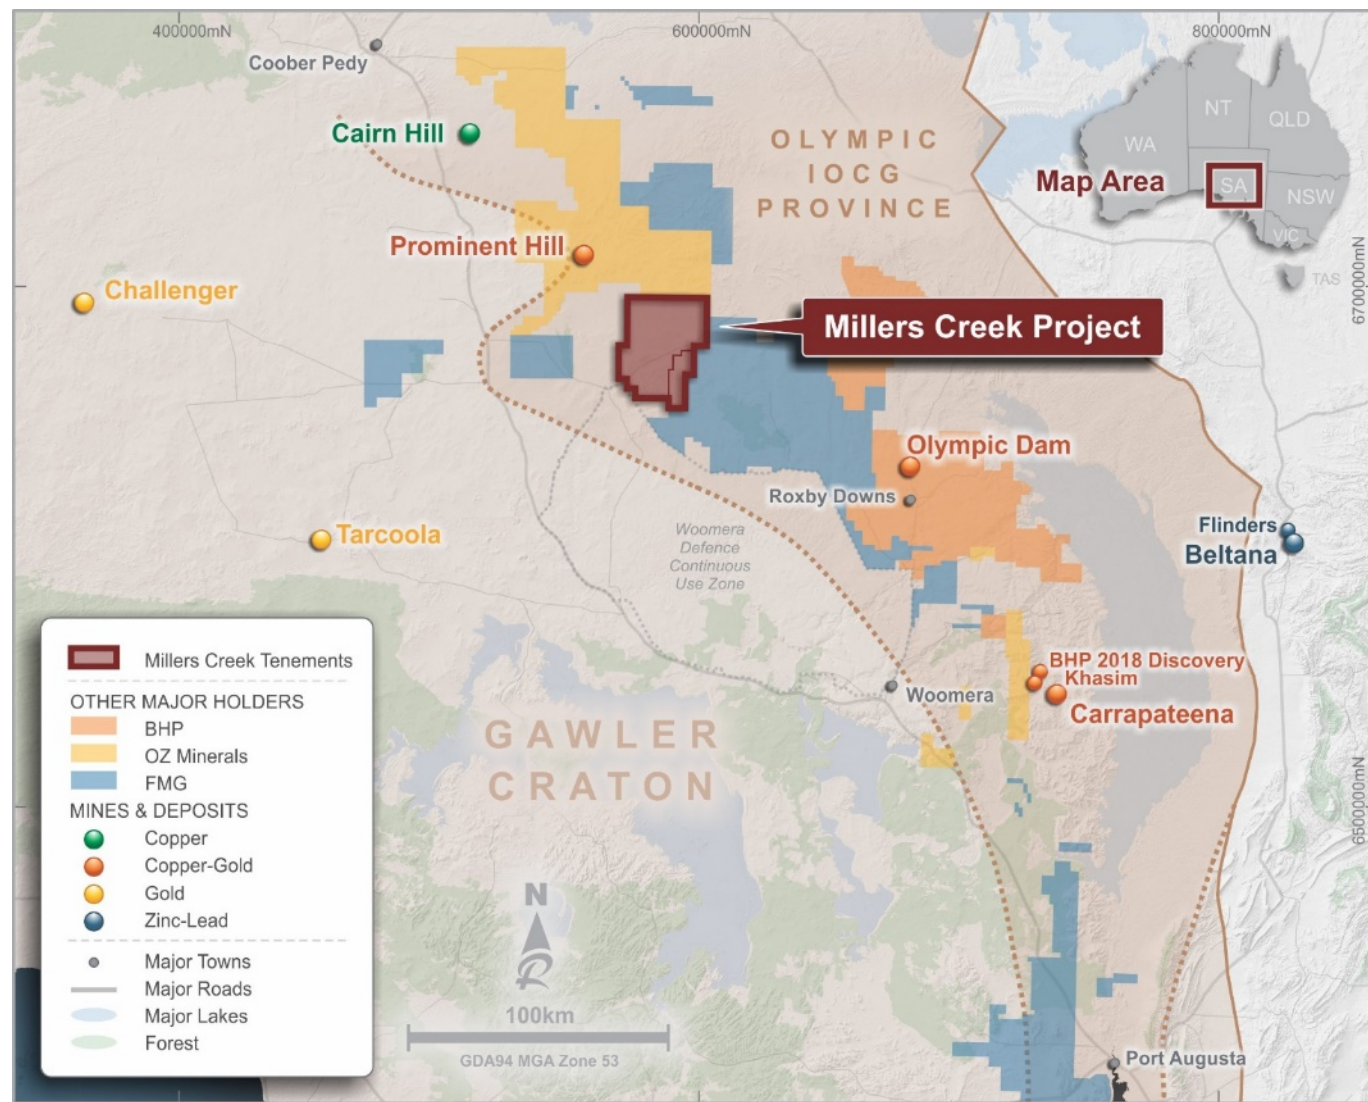 400000mN
600000mN
800000mN
Coober Pedy
Cairn Hill
OLYMPIC
IOCG
PROVINCE
NT
QLD
WA
Map Area
SA
NSW
VIC
TAS
Prominent Hill
Challenger
6700000mN
Millers Creek Project
Olympic Dam
Roxby Downs
Tarcoola
Woomera
Defence
Continuous
Use Zone
Flinders
Beltana
BHP 2018 Discovery
Khasim
Carrapateena
Woomera
GAWLER
CRATON
6500000mN
Millers Creek Tenements
OTHER MAJOR HOLDERS
BHP
OZ Minerals
FMG
MINES & DEPOSITS
Copper
Copper-Gold
Gold
Zinc-Lead
Major Towns
Major Roads
Major Lakes
Forest
N
100km
GDA94 MGA Zone 53
Port Augusta